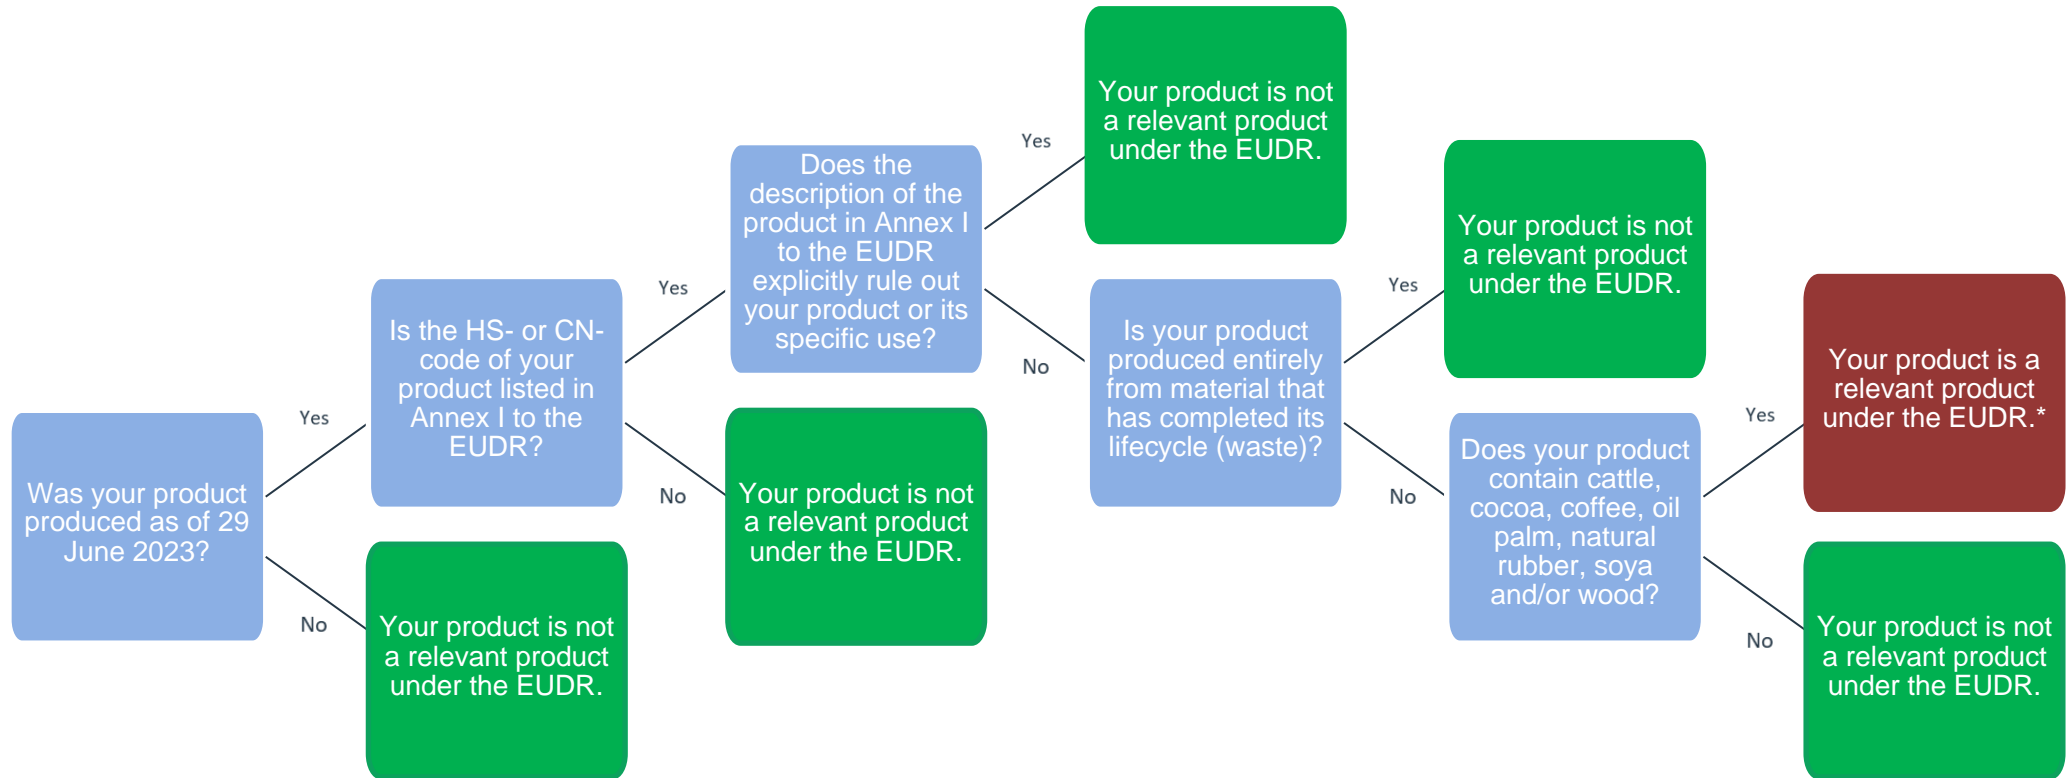 Was your product
produced as of 29
June 2023?
Yes
No
Is the HS- or CN-
code of your
product listed in
Annex I to the
EUDR?
Your product is not
a relevant product
under the EUDR.
Yes
No
Does the
description of the
product in Annex I
to the EUDR
explicitly rule out
your product or its
specific use?
Your product is not
a relevant product
under the EUDR.
Yes
No
Your product is not
a relevant product
under the EUDR.
Is your product
produced entirely
from material that
has completed its
lifecycle (waste)?
Yes
No
Your product is not
a relevant product
under the EUDR.
Does your product
contain cattle,
cocoa, coffee, oil
palm, natural
rubber, soya
and/or wood?
Yes
No
Your product is a
relevant product
under the EUDR.*
Your product is not
a relevant product
under the EUDR.